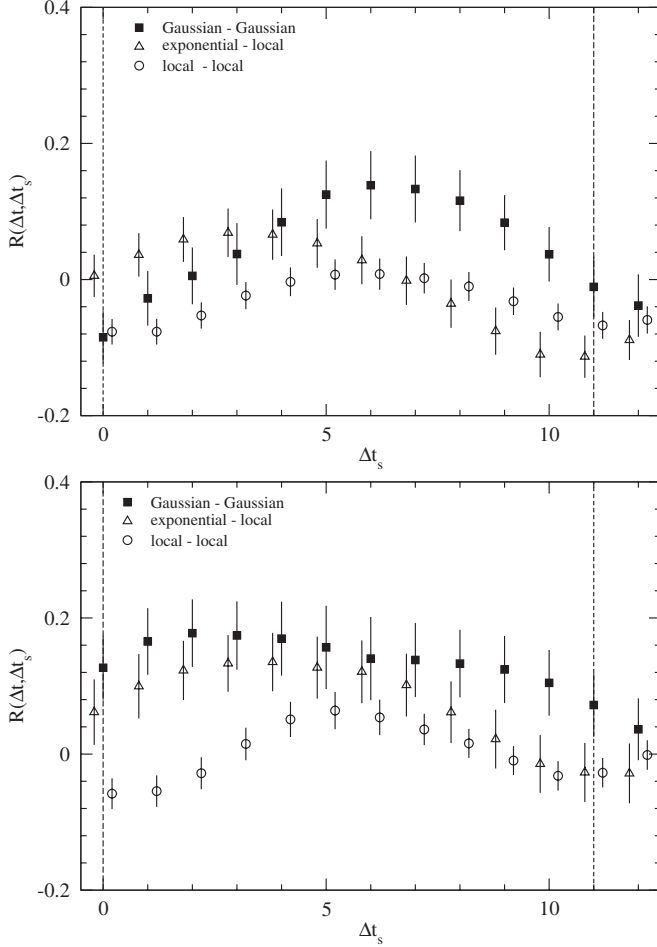 0.4
Gaussian - Gaussian
exponential - local
local - local
0.2
R(Δt,Δt_s)
0
-0.2
0 5 10
Δt_s
0.4
Gaussian - Gaussian
exponential - local
local - local
0.2
R(Δt,Δt_s)
0
-0.2
0 5 10
Δt_s